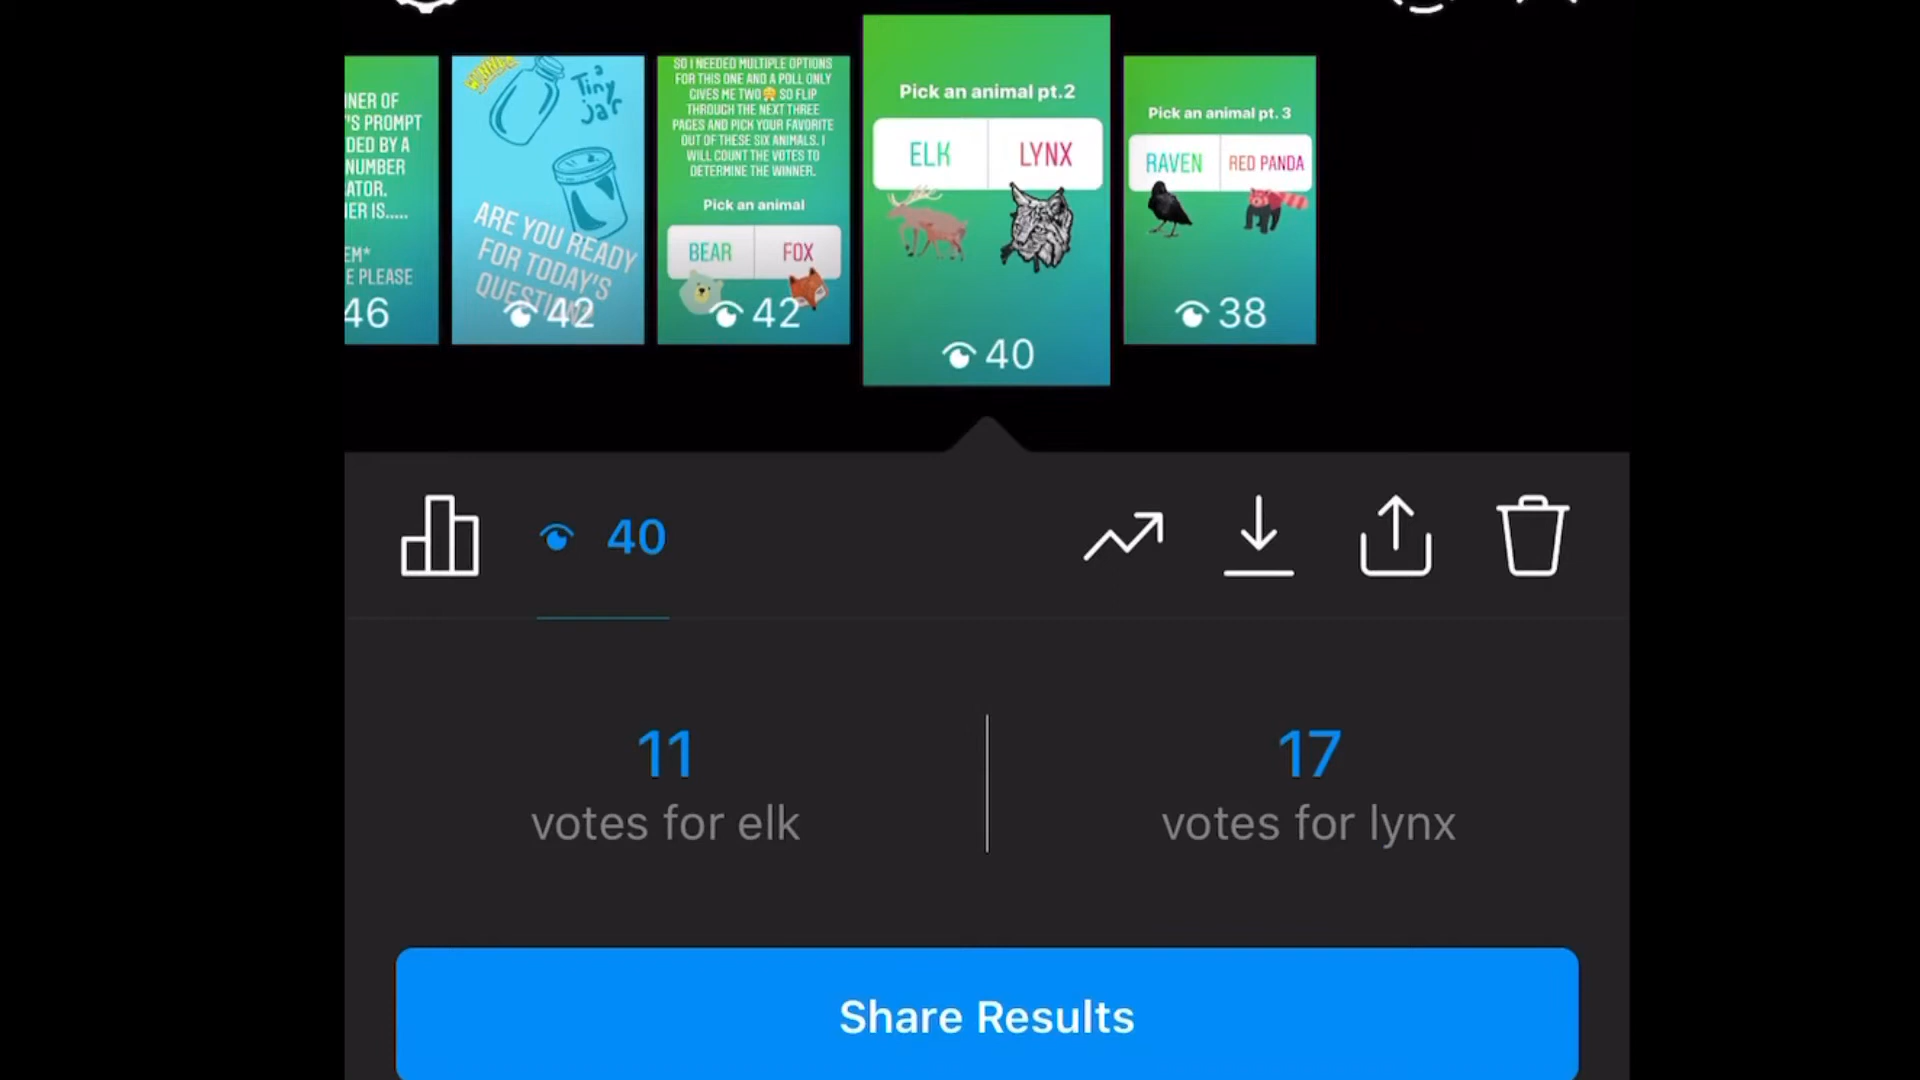 NER OF
'S PROMPT
DED BY A
NUMBER
ATOR.
ER IS.....
EM*
E PLEASE
46
WINNER
a
Tiny
jar
ARE YOU READY
FOR TODAY'S
QUESTION
42
SO I NEEDED MULTIPLE OPTIONS
FOR THIS ONE AND A POLL ONLY
GIVES ME TWO 😤 SO FLIP
THROUGH THE NEXT THREE
PAGES AND PICK YOUR FAVORITE
OUT OF THESE SIX ANIMALS. I
WILL COUNT THE VOTES TO
DETERMINE THE WINNER.
Pick an animal
BEAR FOX
42
Pick an animal pt.2
ELK LYNX
40
Pick an animal pt. 3
RAVEN RED PANDA
38
40
11
votes for elk
17
votes for lynx
Share Results